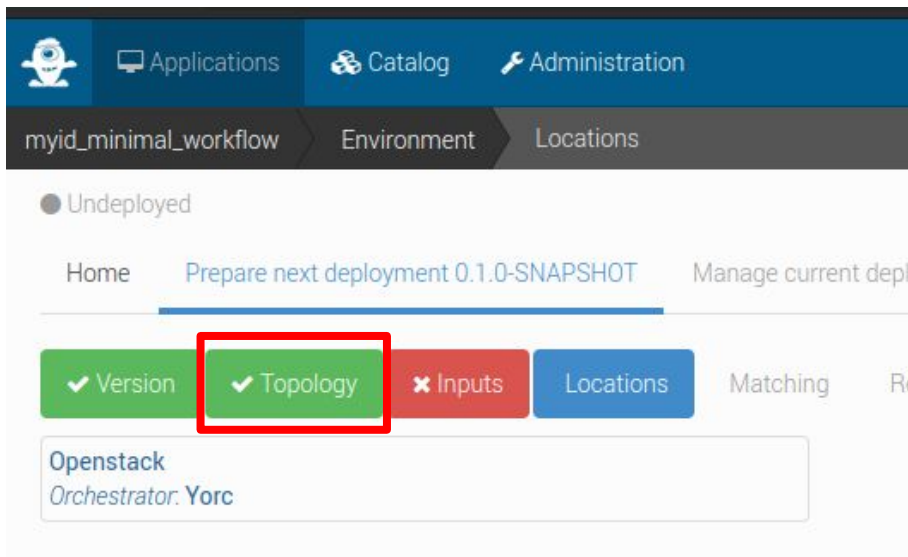 Applications Catalog Administration
myid_minimal_workflow Environment Locations
Undeployed
Home Prepare next deployment 0.1.0-SNAPSHOT Manage current depl
Version Topology Inputs Locations Matching R
Openstack
Orchestrator: Yorc